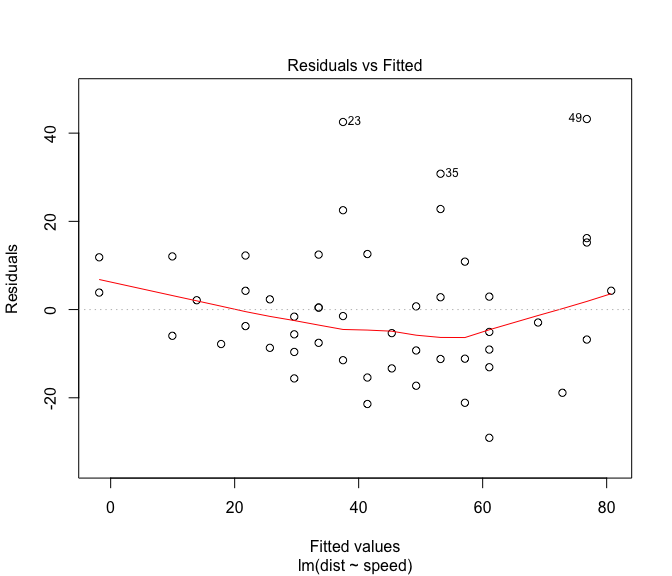 Residuals vs Fitted
Residuals
40
20
0
-20
23
49
35
0 20 40 60 80
Fitted values
lm(dist ~ speed)